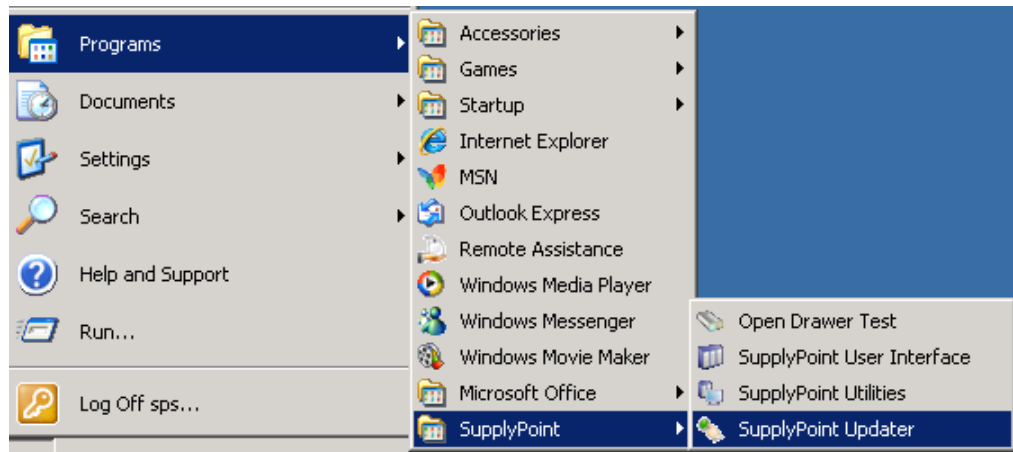 Programs
Documents
Settings
Search
Help and Support
Run...
Log Off sps...
Accessories
Games
Startup
Internet Explorer
MSN
Outlook Express
Remote Assistance
Windows Media Player
Windows Messenger
Windows Movie Maker
Microsoft Office
SupplyPoint
Open Drawer Test
SupplyPoint User Interface
SupplyPoint Utilities
SupplyPoint Updater